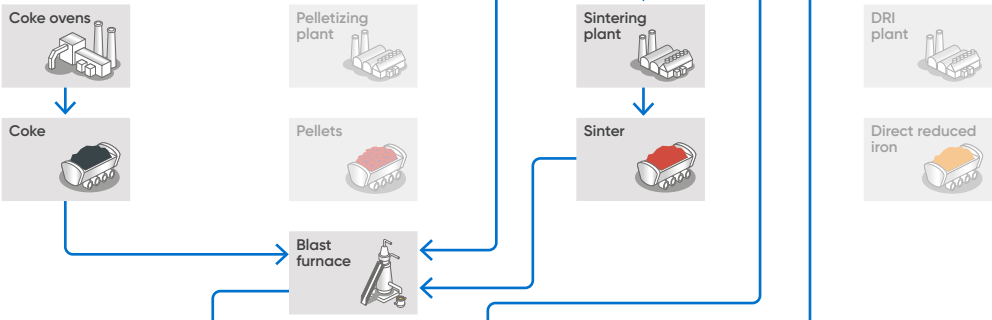 Coke ovens
Pelletizing
plant
Sintering
plant
DRI
plant
Coke
Pellets
Sinter
Direct reduced
iron
Blast
furnace